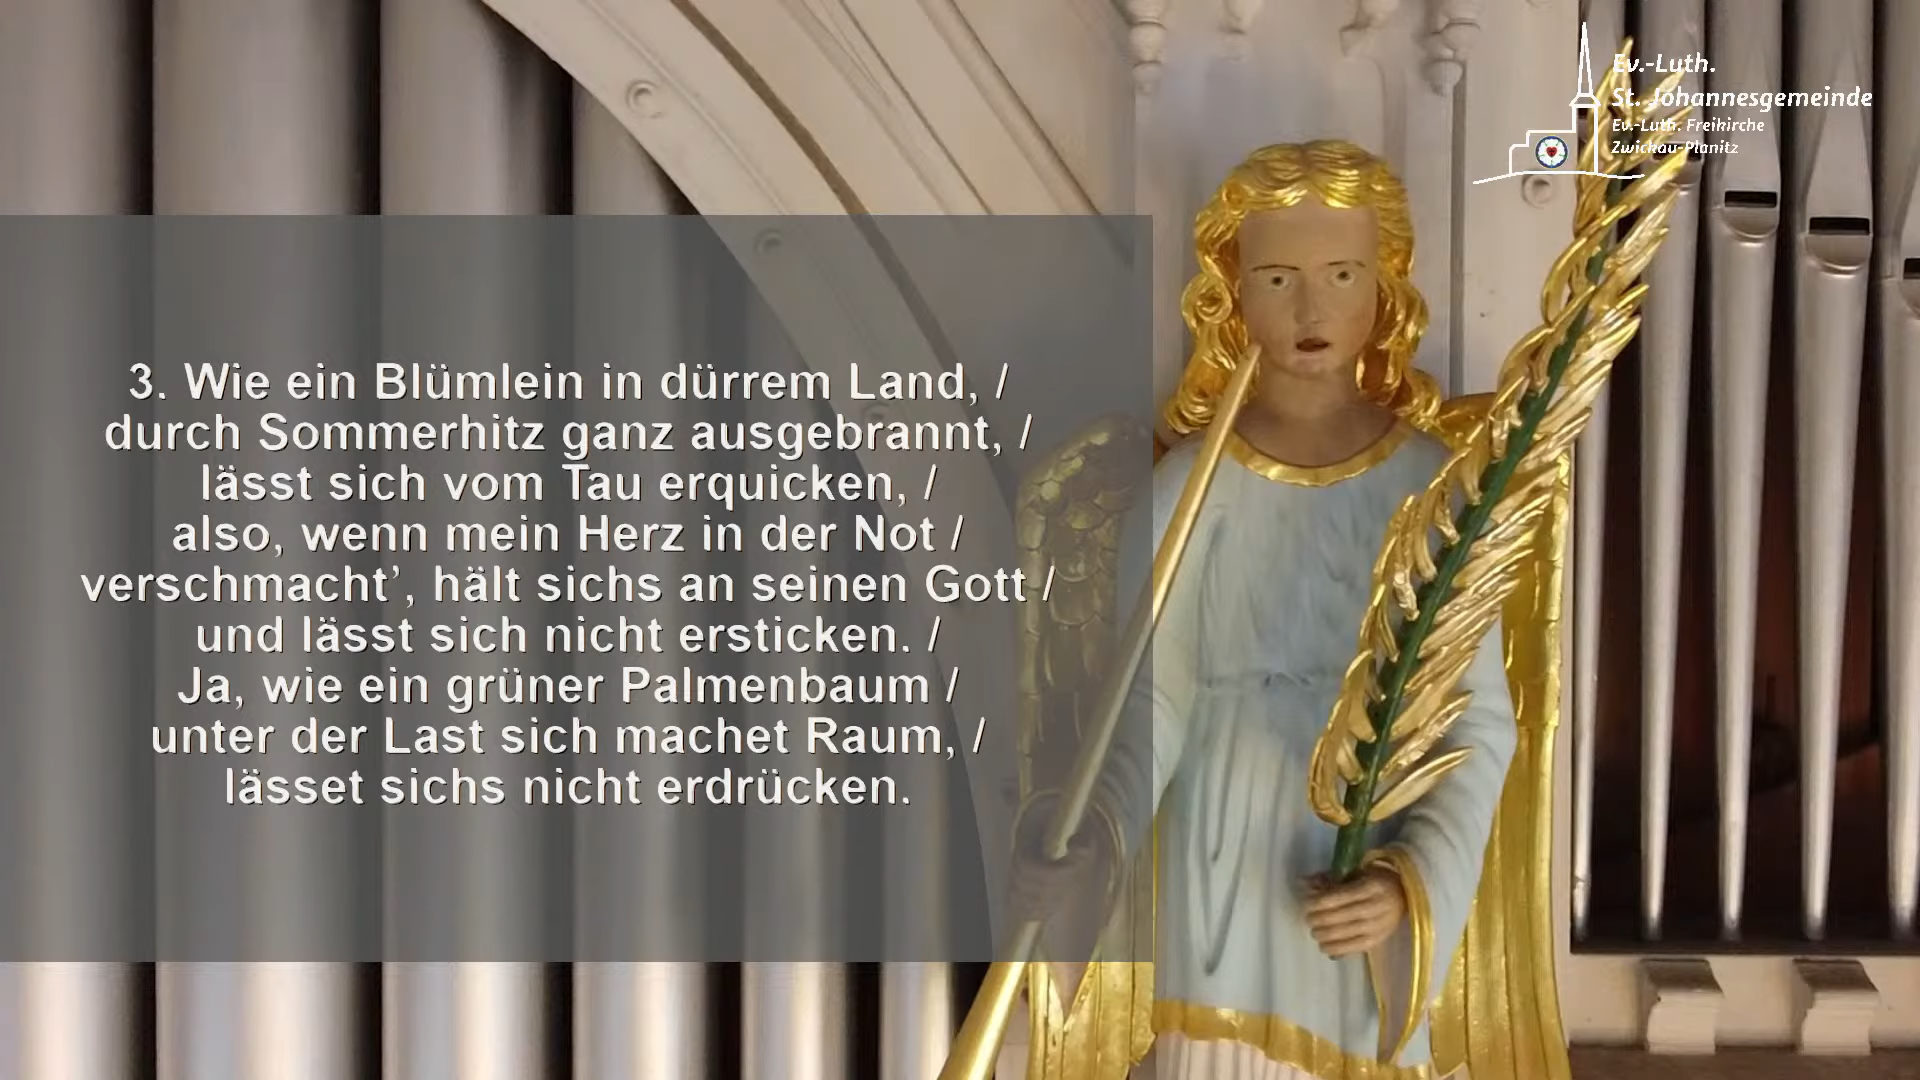 Ev.-Luth.
St. Johannesgemeinde
Ev.-Luth. Freikirche
Zwickau-Planitz
3. Wie ein Blümlein in dürrem Land, /
durch Sommerhitz ganz ausgebrannt, /
lässt sich vom Tau erquicken, /
also, wenn mein Herz in der Not /
verschmacht’, hält sichs an seinen Gott /
und lässt sich nicht ersticken. /
Ja, wie ein grüner Palmenbaum /
unter der Last sich machet Raum, /
lässet sichs nicht erdrücken.